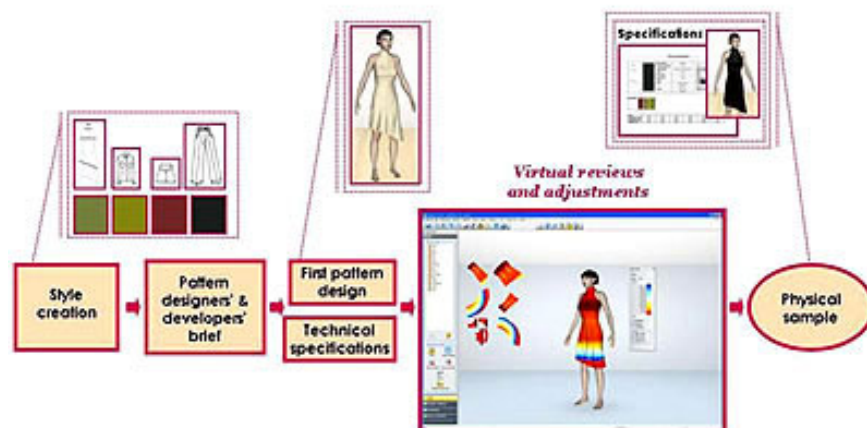 Specifications
Virtual reviews
and adjustments
Style
creation
Pattern
designers' &
developers'
brief
First pattern
design
Technical
specifications
Physical
sample